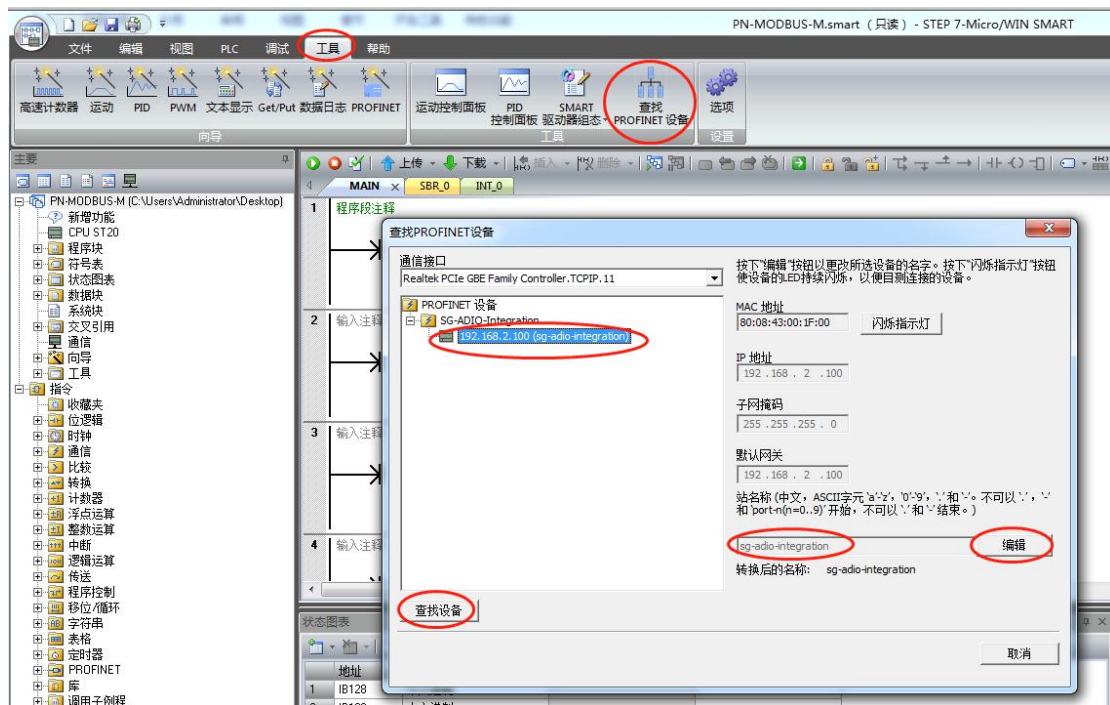 PN-MODBUS-M.smart（只读）- STEP 7-Micro/WIN SMART
文件 编辑 视图 PLC 调试 工具 帮助
高速计数器 运动 PID PWM 文本显示 Get/Put 数据日志 PROFINET
运动控制面板 PID 控制面板 SMART 驱动器组态 查找 PROFINET 设备 选项
向导 工具 设置
主要
上传 下载 插入 删除
MAIN SBR_0 INT_0
PN-MODBUS-M (C:\Users\Administrator\Desktop)
新增功能
CPU ST20
程序块
符号表
状态图表
数据块
系统块
交叉引用
通信
向导
工具
指令
收藏夹
位逻辑
时钟
通信
比较
转换
计数器
浮点运算
整数运算
中断
逻辑运算
传送
程序控制
移位/循环
字符串
表格
定时器
PROFINET
库
调用子例程
1 程序段注释
2 输入注释
3 输入注释
4 输入注释
查找PROFINET设备
通信接口
Realtek PCIe GBE Family Controller.TCPIP.11
PROFINET 设备
SG-ADIO-Integration
192.168.2.100 (sg-adio-integration)
查找设备
按下"编辑"按钮以更改所选设备的名字。按下"闪烁指示灯"按钮
使设备的LED持续闪烁，以便目测连接的设备。
MAC 地址
80:08:43:00:1F:00 闪烁指示灯
IP 地址
192 .168 . 2 .100
子网掩码
255 .255 .255 . 0
默认网关
192 .168 . 2 .100
站名称 (中文，ASCII字元 'a'-'z'，'0'-'9'，'.' 和 '-'。不可以 '.'，'-'
和 'port-n(n=0..9)' 开始，不可以 '.' 和 '-' 结束。)
sg-adio-integration 编辑
转换后的名称: sg-adio-integration
取消
状态图表
地址
1 IB128